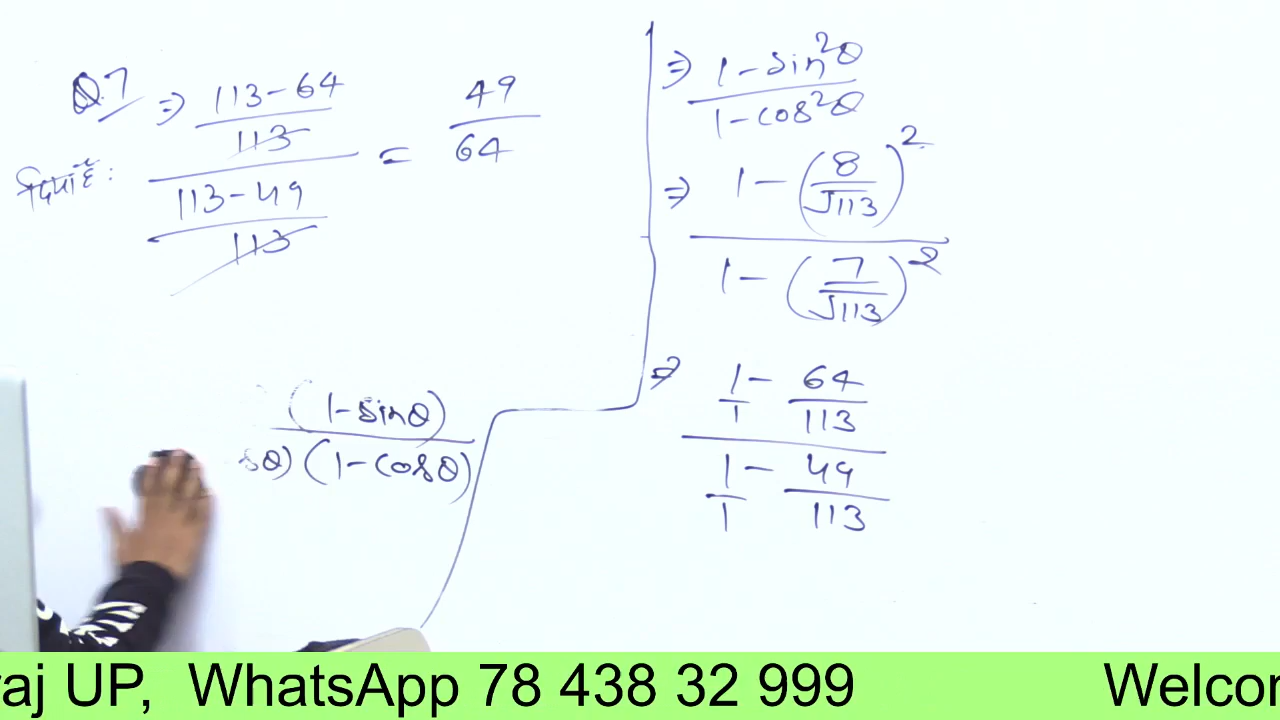 Q.7 ⇒ (113-64)/113 / (113-49)/113 = 49/64
(1-sinθ)
sθ) (1-cosθ)
⇒ 1-sin²θ
1-cos²θ
⇒ 1-(8/√113)²
1-(7/√113)²
⇒ 1/1 - 64/113
1/1 - 49/113
raj UP, WhatsApp 78 438 32 999 Welcor